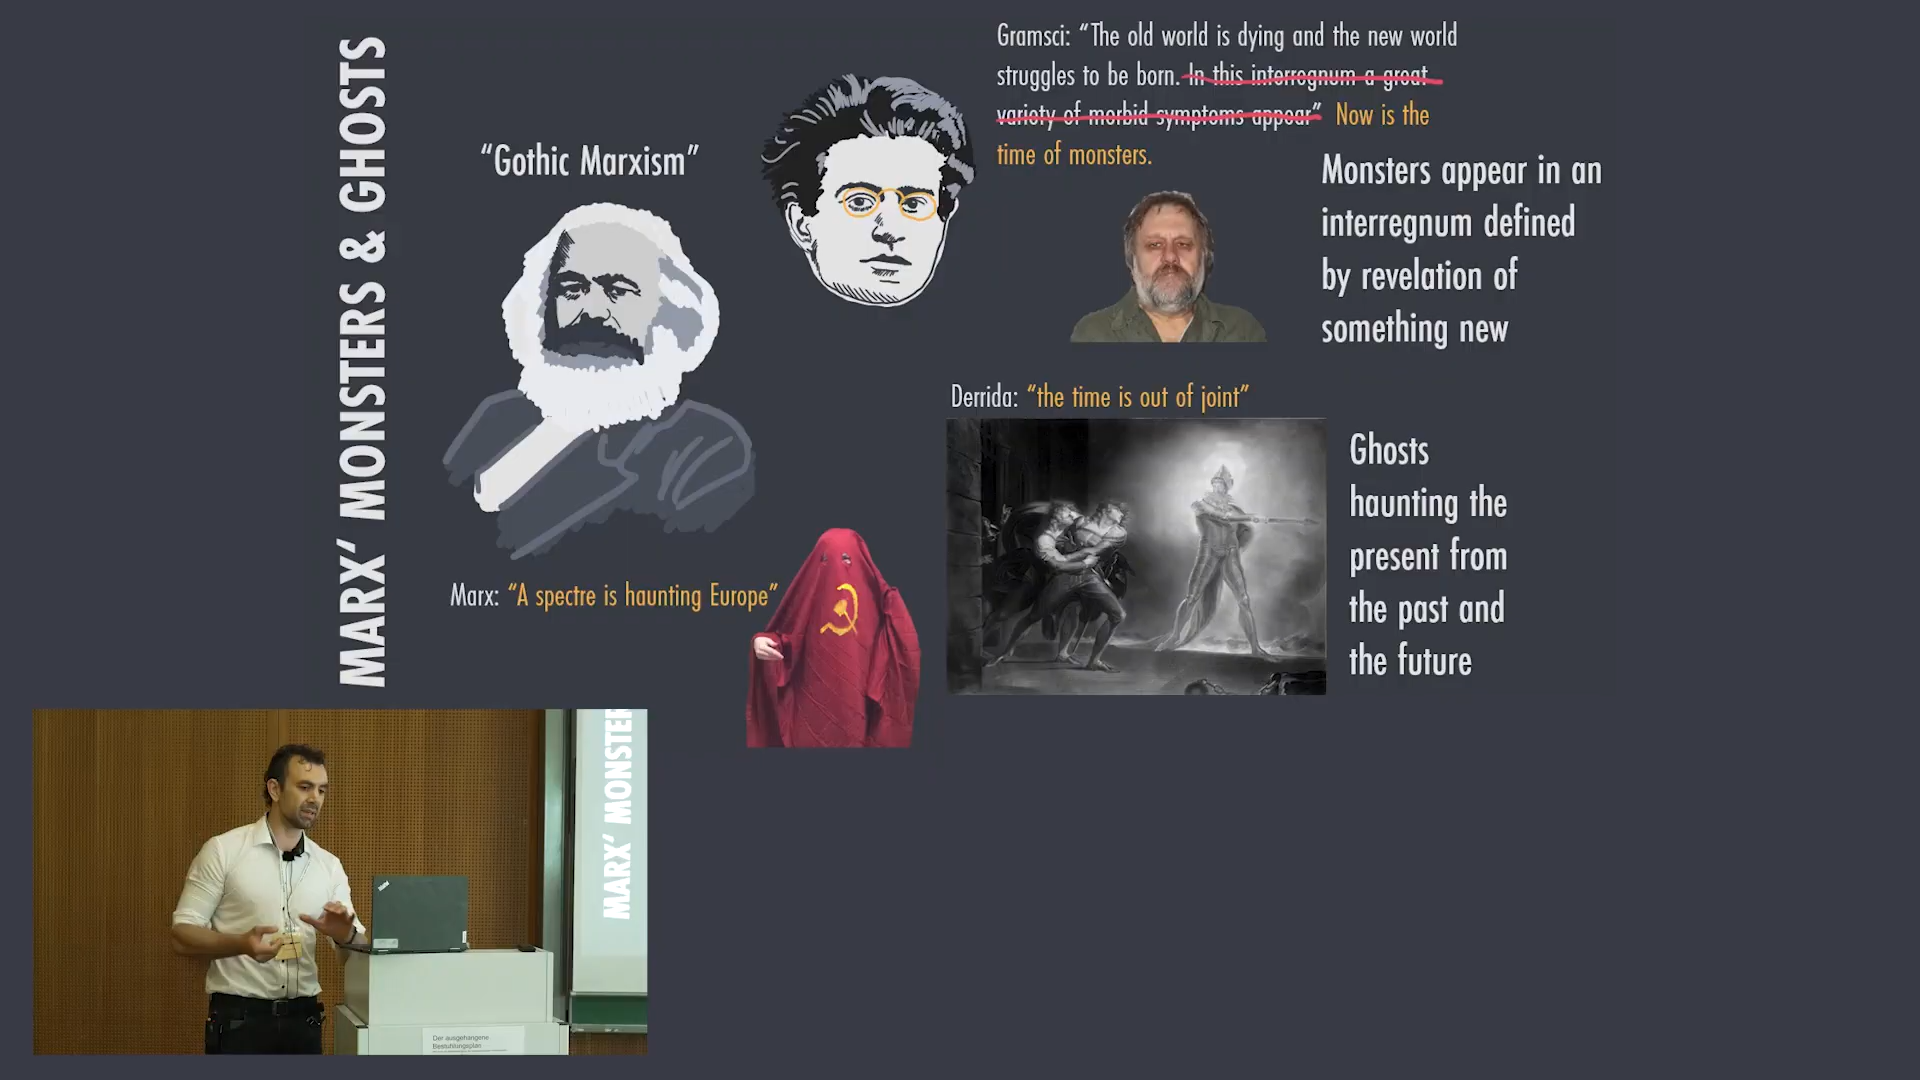 MARX’ MONSTERS & GHOSTS
“Gothic Marxism”
Gramsci: “The old world is dying and the new world
struggles to be born. In this interregnum a great
variety of morbid symptoms appear” Now is the
time of monsters.
Monsters appear in an
interregnum defined
by revelation of
something new
Derrida: “the time is out of joint”
Ghosts
haunting the
present from
the past and
the future
Marx: “A spectre is haunting Europe”
MARX’ MONSTER
Der ausgehangene
Bestuhlungsplan